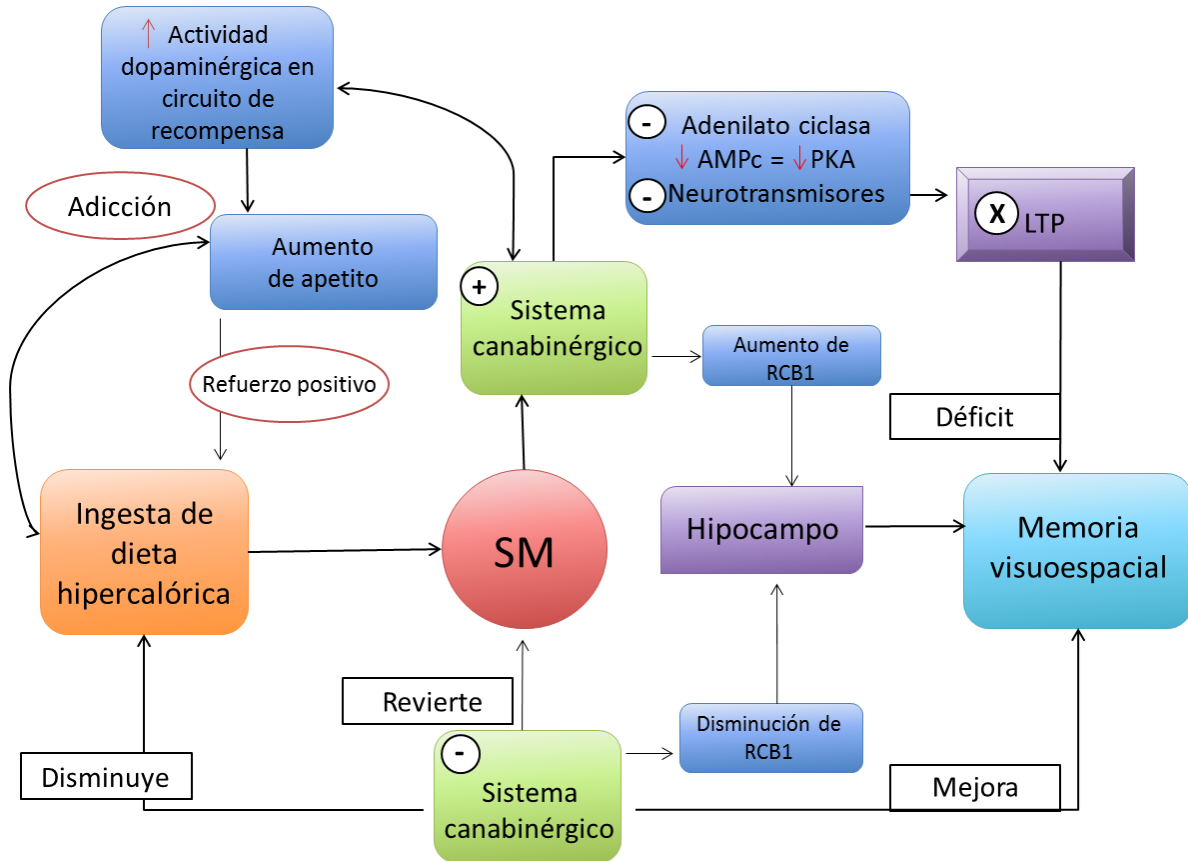 ↑ Actividad
dopaminérgica en
circuito de
recompensa
Adicción
Aumento
de apetito
Refuerzo positivo
Ingesta de
dieta
hipercalórica
SM
+
Sistema
canabinérgico
- Adenilato ciclasa
↓ AMPc = ↓ PKA
- Neurotransmisores
X LTP
Aumento de
RCB1
Déficit
Hipocampo
Memoria
visuoespacial
Revierte
Disminución de
RCB1
Disminuye
-
Sistema
canabinérgico
Mejora